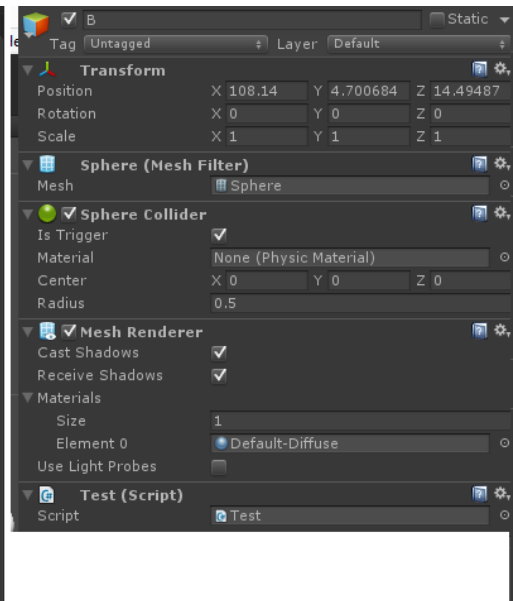 B Static
le Tag Untagged Layer Default
Transform
Position X 108.14 Y 4.700684 Z 14.49487
Rotation X 0 Y 0 Z 0
Scale X 1 Y 1 Z 1
Sphere (Mesh Filter)
Mesh Sphere
Sphere Collider
Is Trigger
Material None (Physic Material)
Center X 0 Y 0 Z 0
Radius 0.5
Mesh Renderer
Cast Shadows
Receive Shadows
Materials
Size 1
Element 0 Default-Diffuse
Use Light Probes
Test (Script)
Script Test